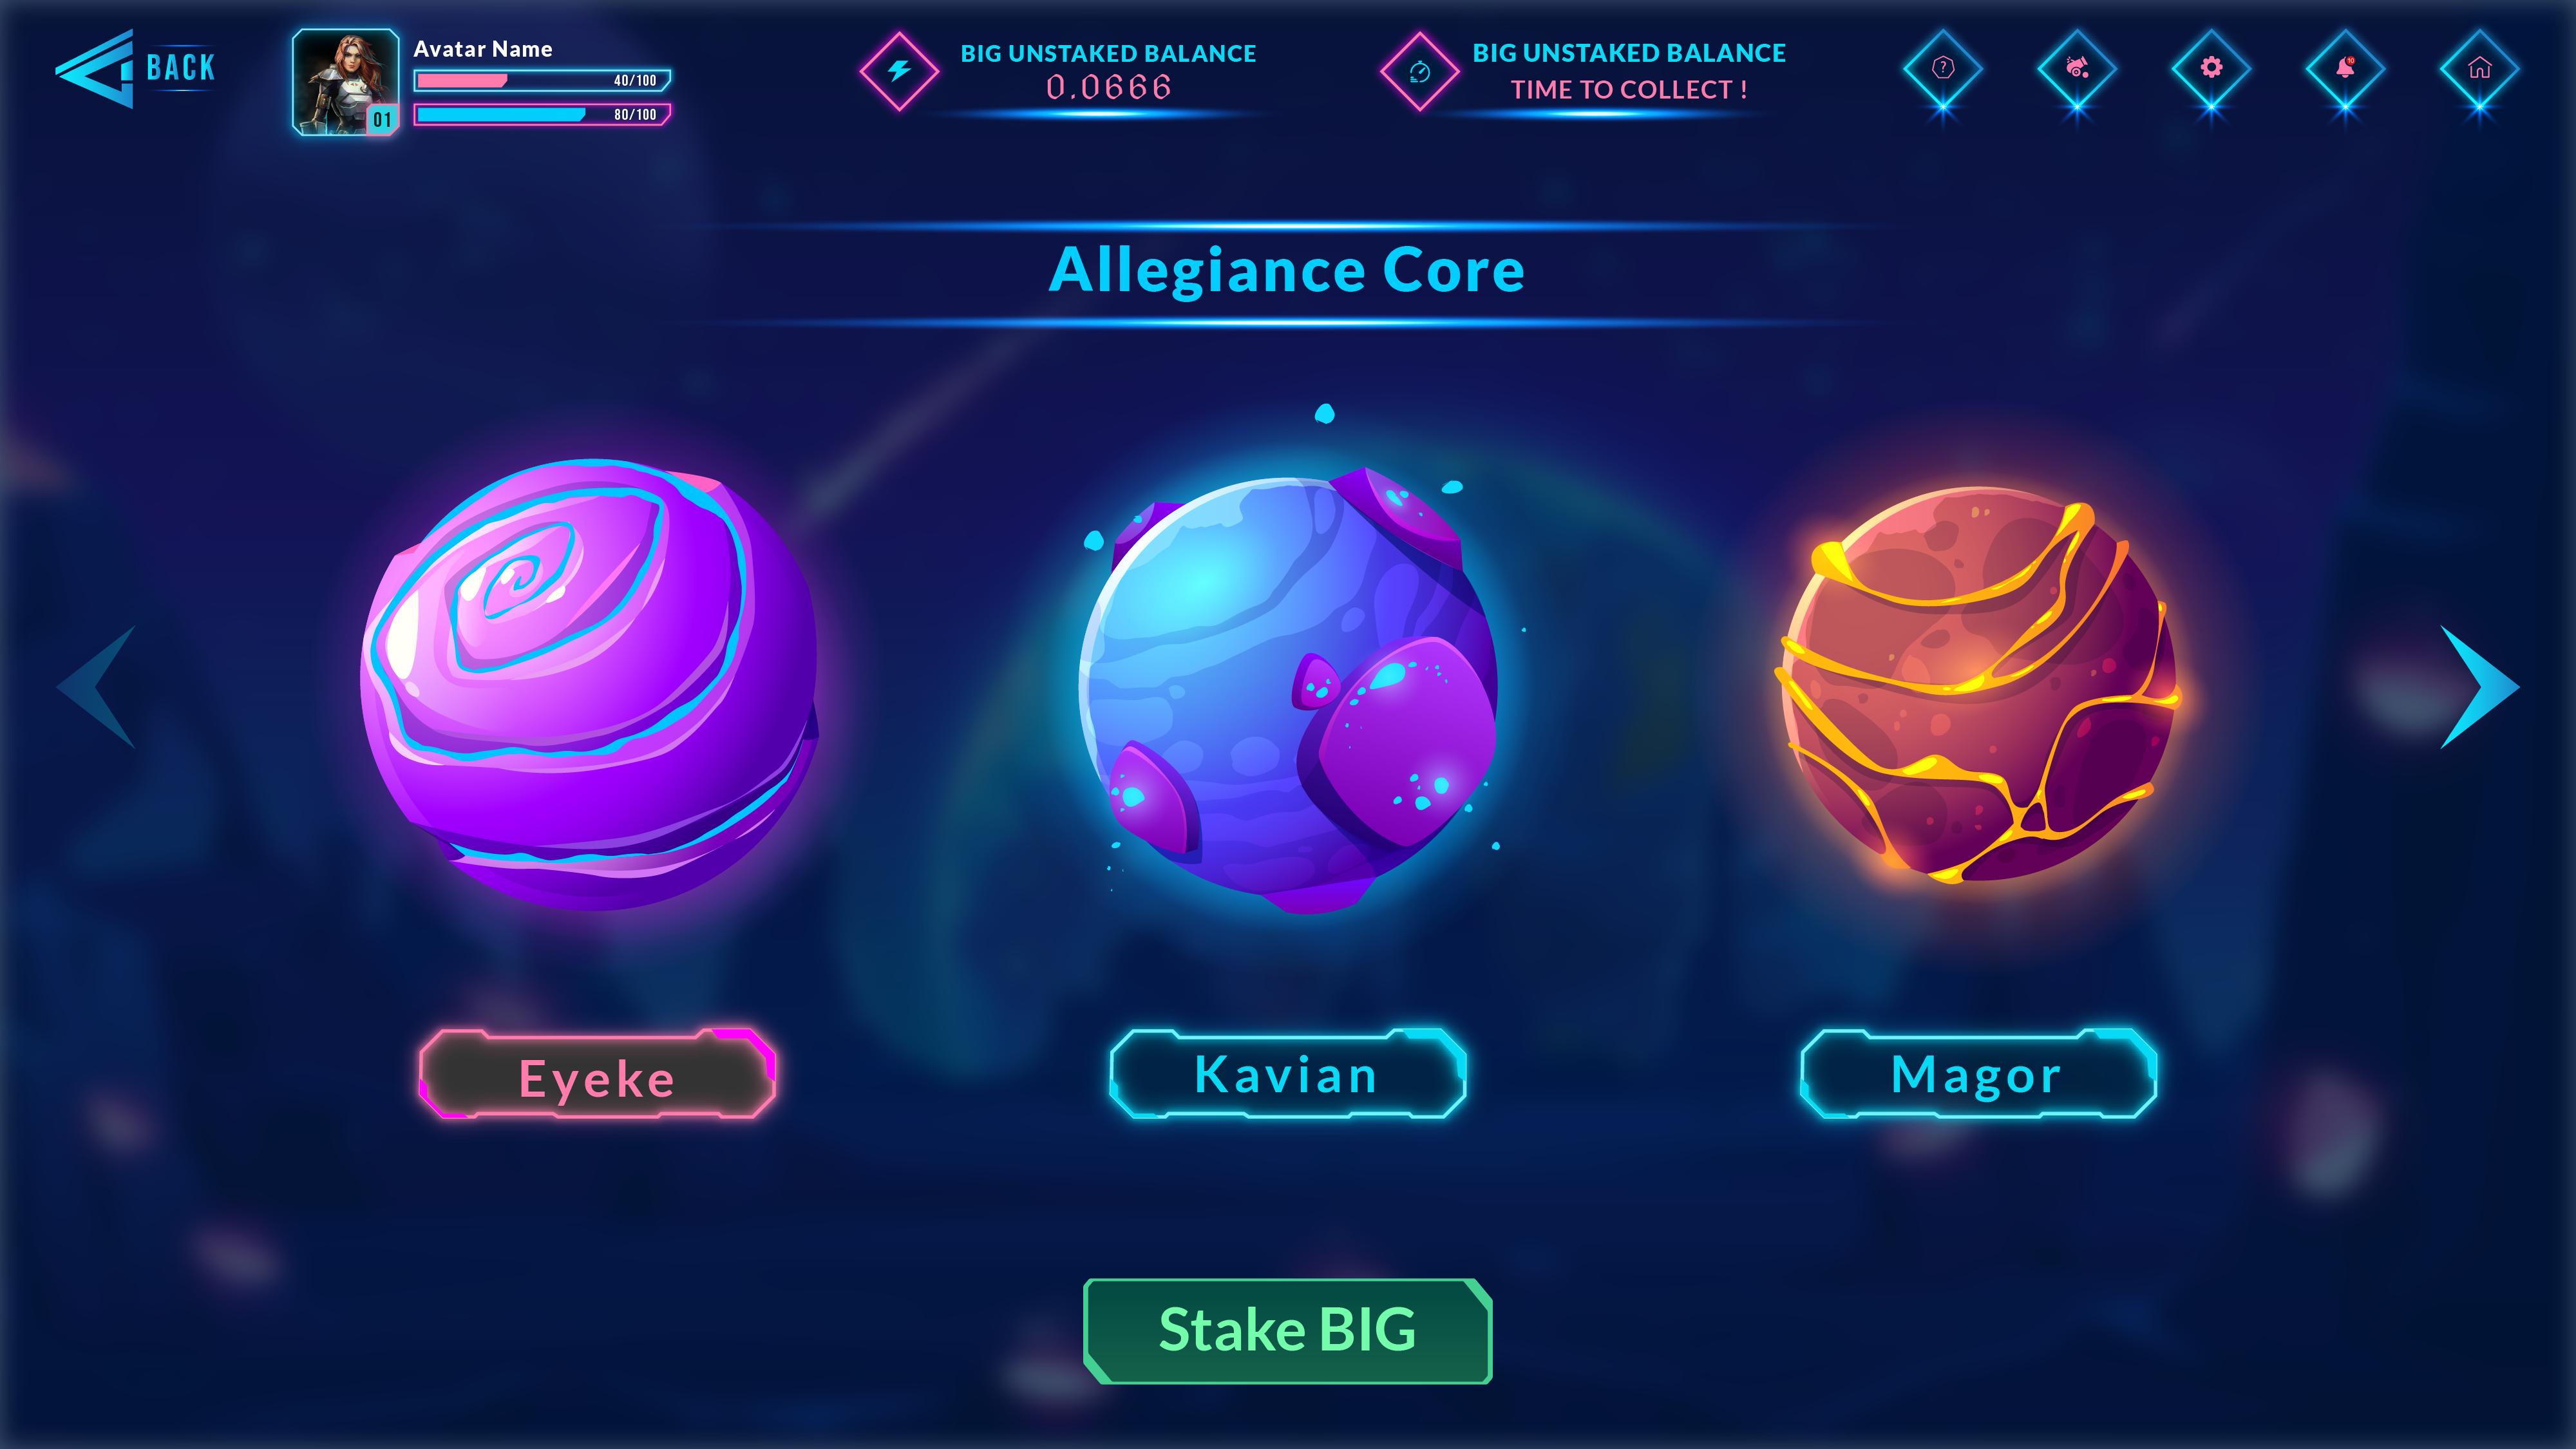 BACK
Avatar Name
40/100
80/100
01
BIG UNSTAKED BALANCE
0.0666
BIG UNSTAKED BALANCE
TIME TO COLLECT !
?
10
Allegiance Core
Eyeke
Kavian
Magor
Stake BIG